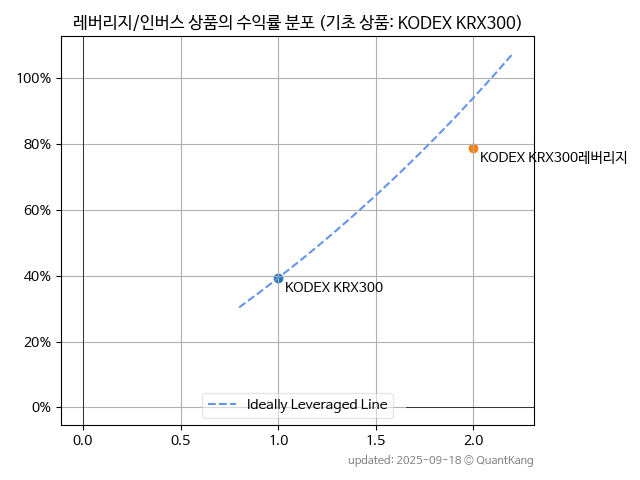 레버리지/인버스 상품의 수익률 분포 (기초 상품: KODEX KRX300)
100%
80%
60%
40%
20%
0%
KODEX KRX300레버리지
KODEX KRX300
Ideally Leveraged Line
0.0 0.5 1.0 1.5 2.0
updated: 2025-09-18 © QuantKang